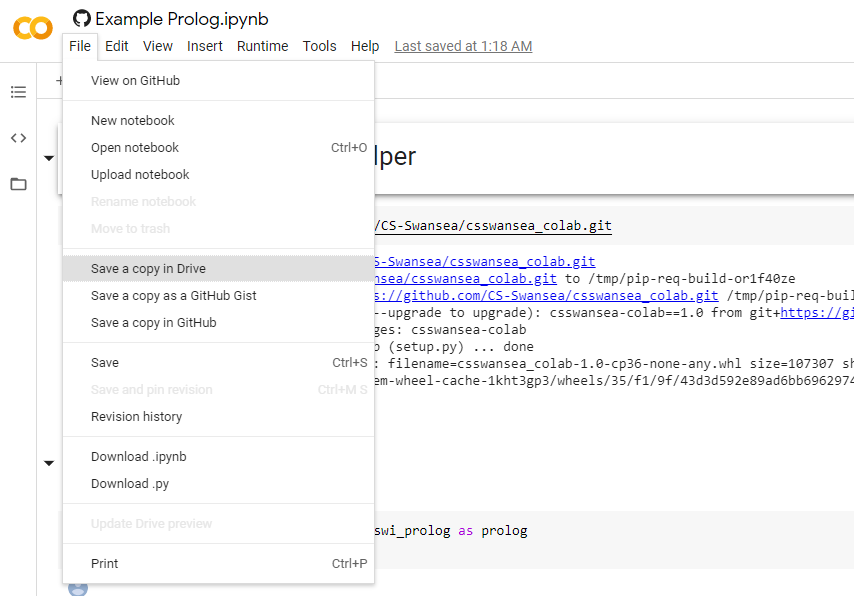 Example Prolog.ipynb
File Edit View Insert Runtime Tools Help Last saved at 1:18 AM
View on GitHub
New notebook
Open notebook Ctrl+O
Upload notebook
Rename notebook
Move to trash
Save a copy in Drive
Save a copy as a GitHub Gist
Save a copy in GitHub
Save Ctrl+S
Save and pin revision Ctrl+M S
Revision history
Download .ipynb
Download .py
Update Drive preview
Print Ctrl+P
lper
/CS-Swansea/csswansea_colab.git
S-Swansea/csswansea_colab.git
nsea/csswansea_colab.git to /tmp/pip-req-build-or1f40ze
s://github.com/CS-Swansea/csswansea_colab.git /tmp/pip-req-buil
--upgrade to upgrade): csswansea-colab==1.0 from git+https://gi
ges: csswansea-colab
b (setup.py) ... done
: filename=csswansea_colab-1.0-cp36-none-any.whl size=107307 sh
em-wheel-cache-1kht3gp3/wheels/35/f1/9f/43d3d592e89ad6bb6962974
swi_prolog as prolog